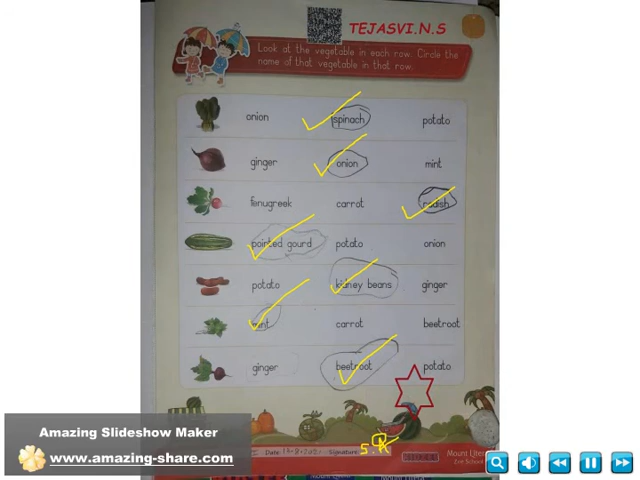 TEJASVI.N.S
Look at the vegetable in each row. Circle the
name of that vegetable in that row.
onion spinach potato
ginger onion mint
fenugreek carrot radish
pointed gourd potato onion
potato kidney beans ginger
mint carrot beetroot
ginger beetroot potato
Amazing Slideshow Maker
www.amazing-share.com
Date: Signature:
Mount Liter